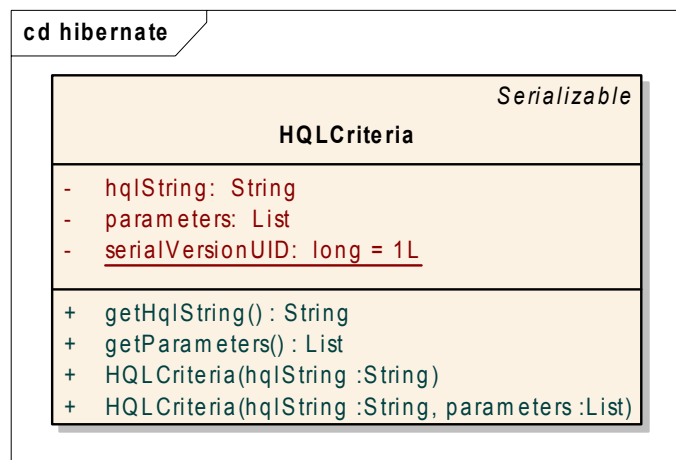 cd hibernate
Serializable
HQLCriteria
- hqlString: String
- parameters: List
- serialVersionUID: long = 1L
+ getHqlString() : String
+ getParameters() : List
+ HQLCriteria(hqlString :String)
+ HQLCriteria(hqlString :String, parameters :List)